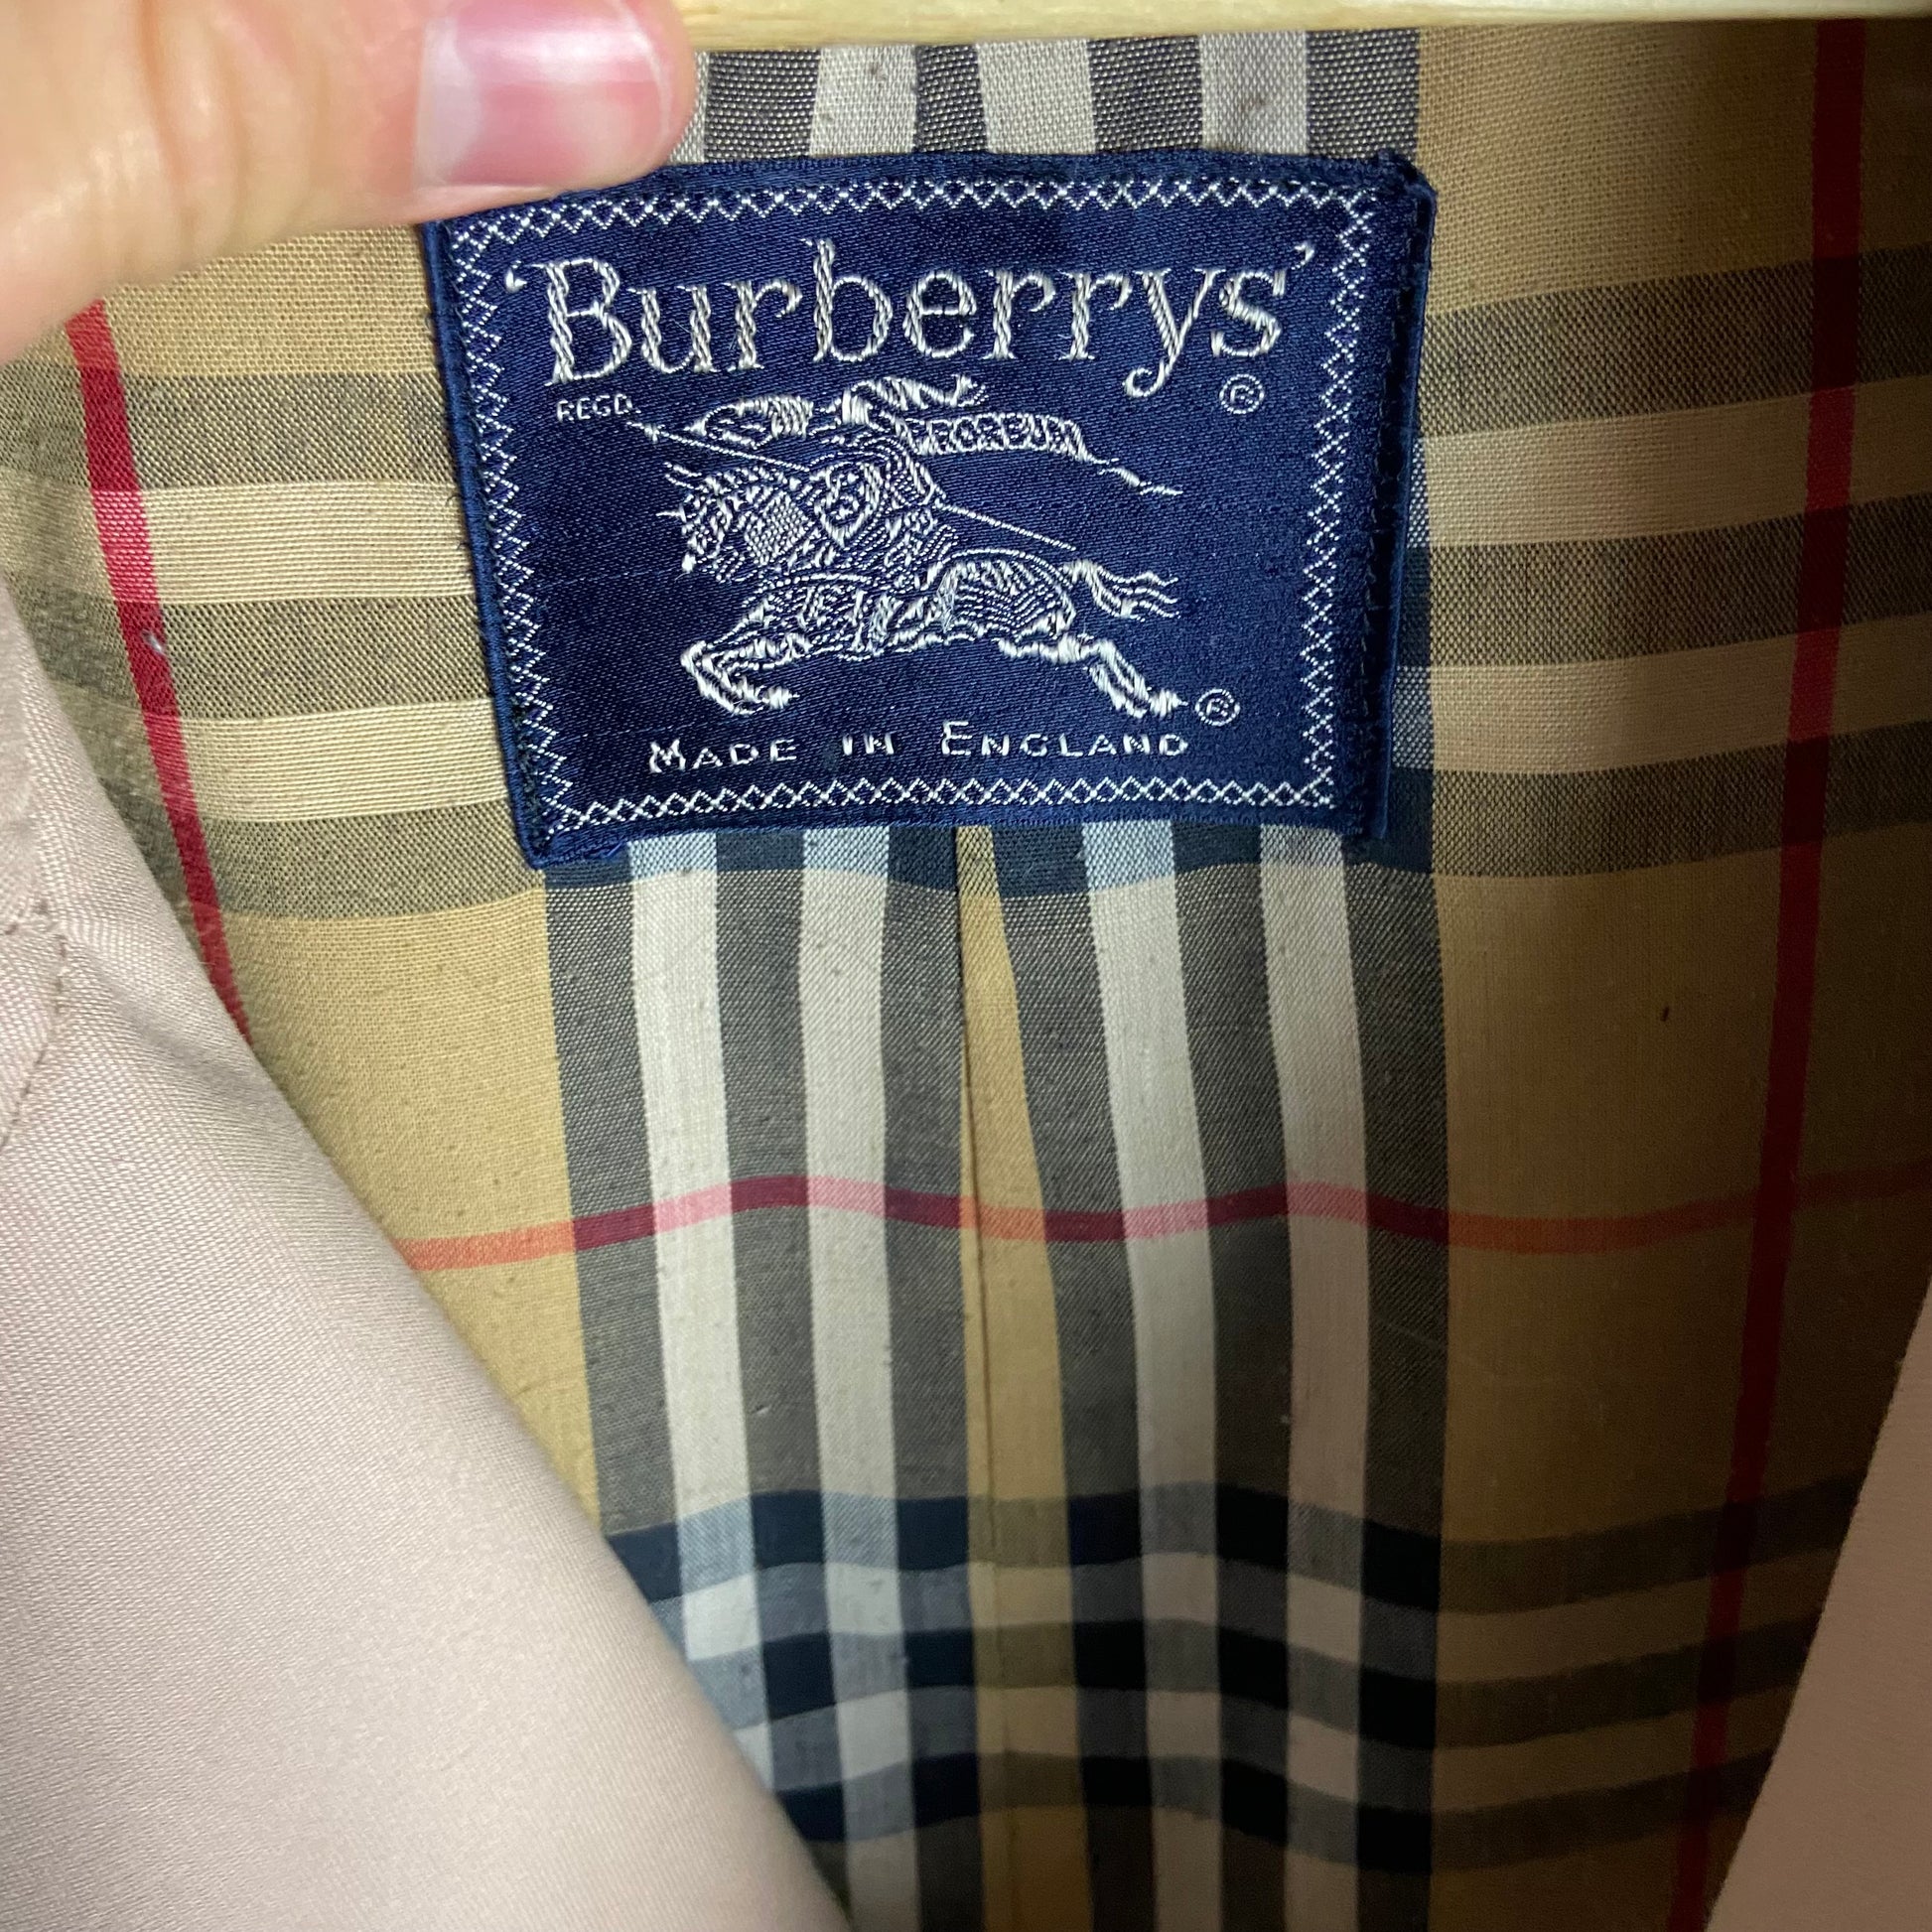 'Burberrys'
REGD. ®
PRORSUM
®
MADE IN ENGLAND